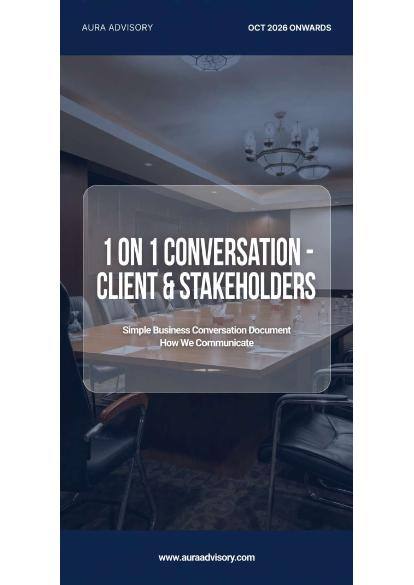 AURA ADVISORY
OCT 2026 ONWARDS
1 ON 1 CONVERSATION -
CLIENT & STAKEHOLDERS
Simple Business Conversation Document
How We Communicate
www.auraadvisory.com